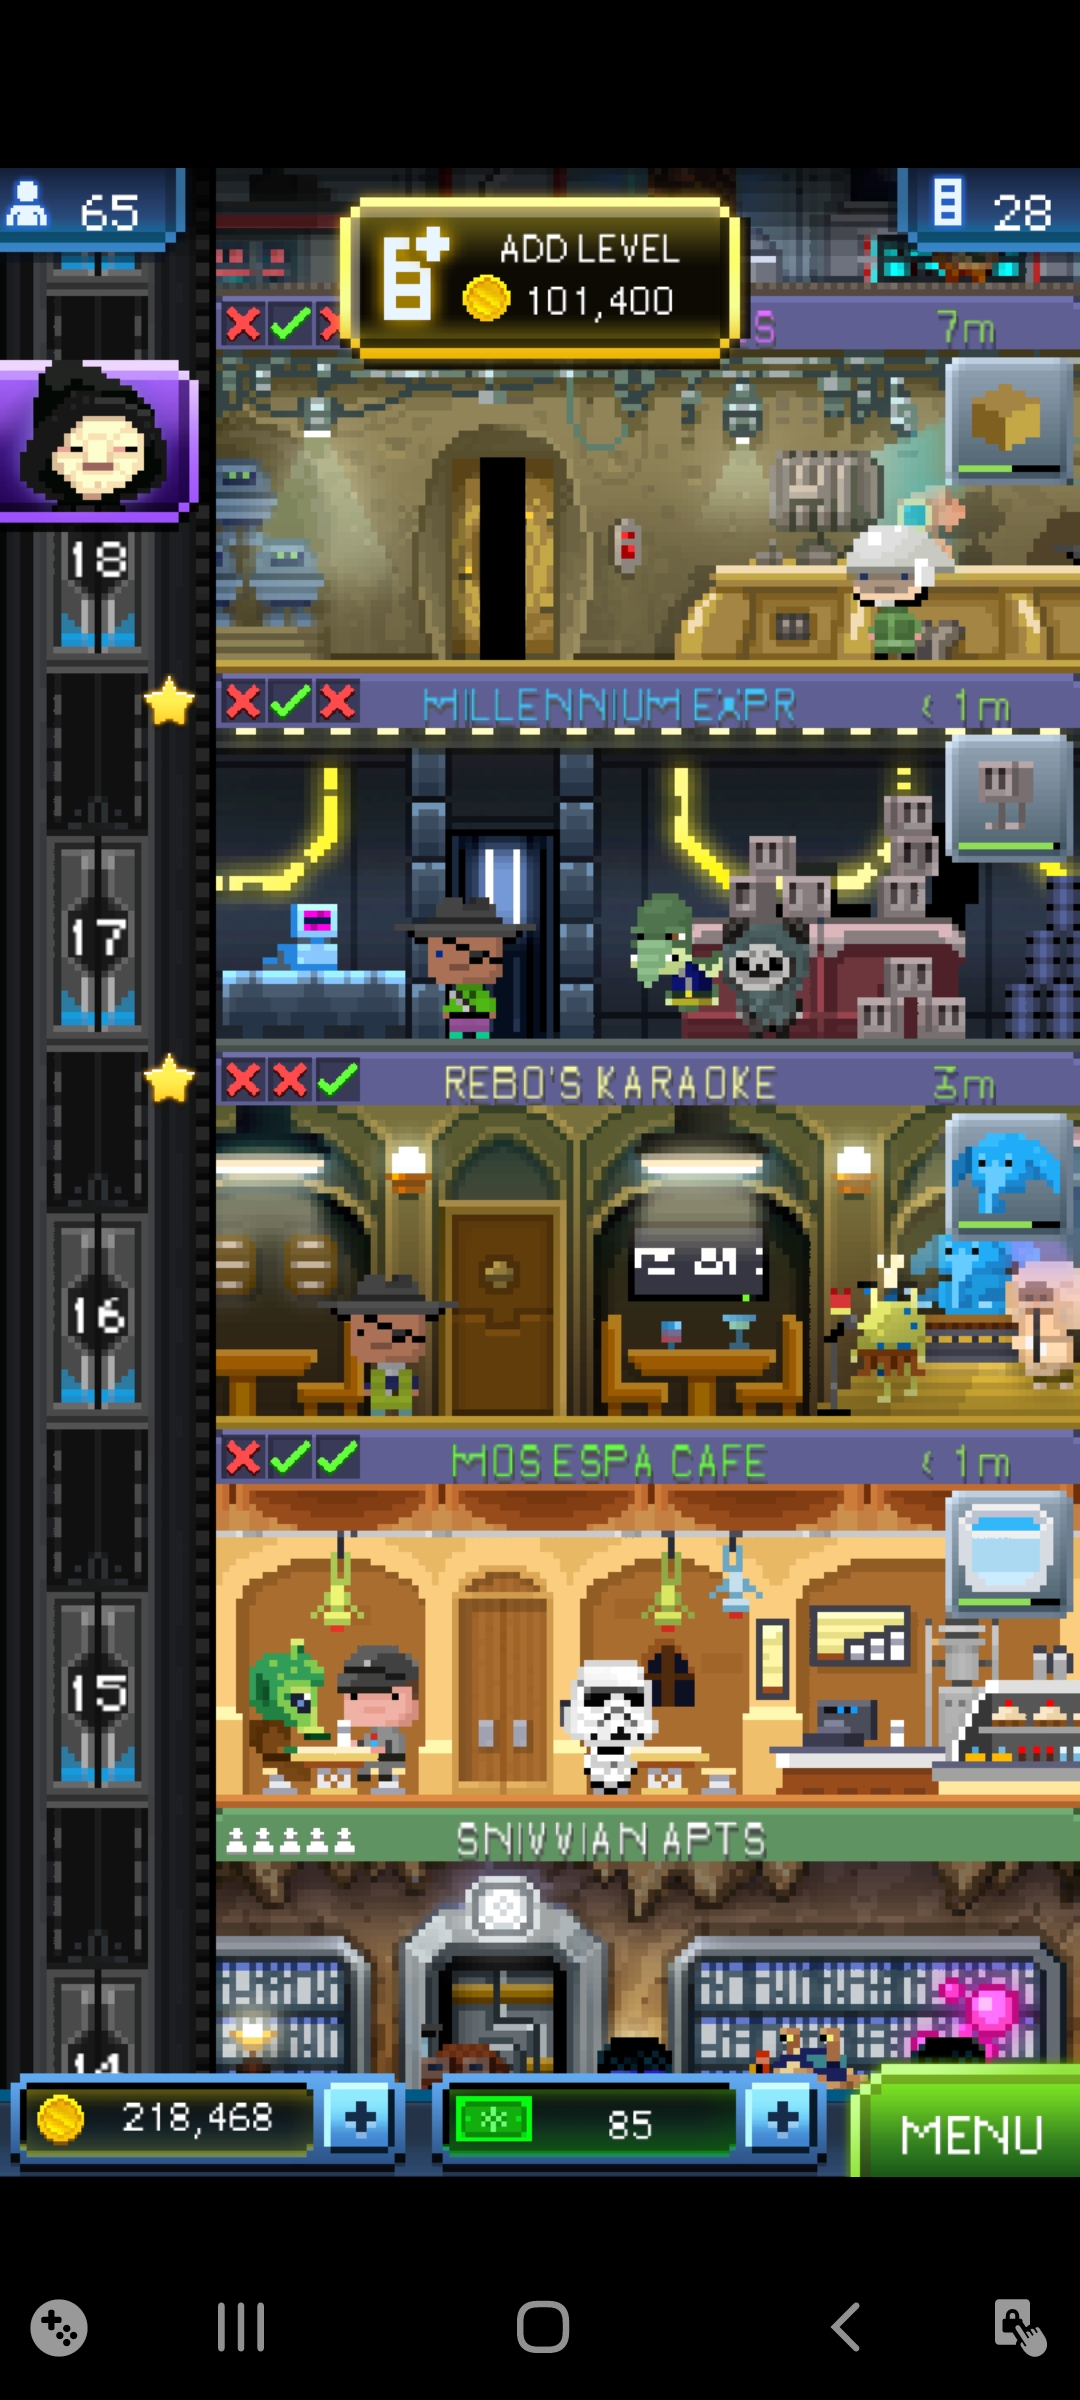 65
ADD LEVEL
101,400
28
S
7m
18
MILLENNIUM EXPR
< 1m
17
REBO'S KARAOKE
3m
16
MOS ESPA CAFE
< 1m
15
SNIVVIAN APTS
14
218,468
+
85
+
MENU